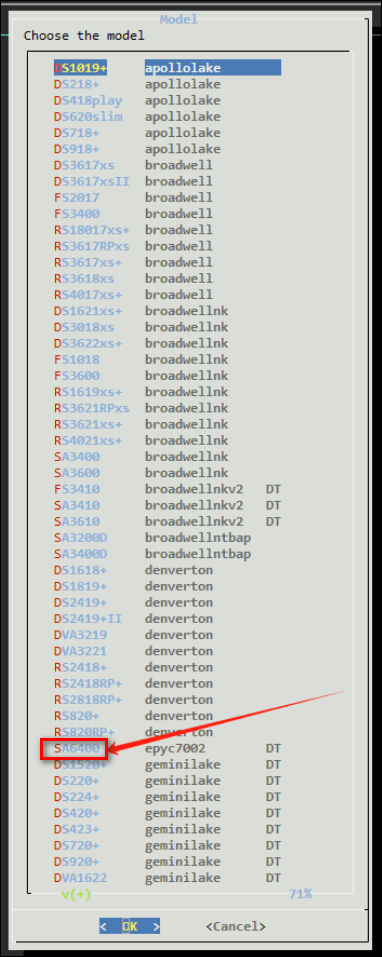 Model
Choose the model
DS1019+ apollolake
DS218+ apollolake
DS418play apollolake
DS620slim apollolake
DS718+ apollolake
DS918+ apollolake
DS3617xs broadwell
DS3617xsII broadwell
FS2017 broadwell
FS3400 broadwell
RS18017xs+ broadwell
RS3617RPxs broadwell
RS3617xs+ broadwell
RS3618xs broadwell
RS4017xs+ broadwell
DS1621xs+ broadwellnk
DS3018xs broadwellnk
DS3622xs+ broadwellnk
FS1018 broadwellnk
FS3600 broadwellnk
RS1619xs+ broadwellnk
RS3621RPxs broadwellnk
RS3621xs+ broadwellnk
RS4021xs+ broadwellnk
SA3400 broadwellnk
SA3600 broadwellnk
FS3410 broadwellnkv2 DT
SA3410 broadwellnkv2 DT
SA3610 broadwellnkv2 DT
SA3200D broadwellntbap
SA3400D broadwellntbap
DS1618+ denverton
DS1819+ denverton
DS2419+ denverton
DS2419+II denverton
DVA3219 denverton
DVA3221 denverton
RS2418+ denverton
RS2418RP+ denverton
RS2818RP+ denverton
RS820+ denverton
RS820RP+ denverton
SA6400 epyc7002 DT
DS1520+ geminilake DT
DS220+ geminilake DT
DS224+ geminilake DT
DS420+ geminilake DT
DS423+ geminilake DT
DS720+ geminilake DT
DS920+ geminilake DT
DVA1622 geminilake DT
v(+) 71%
< OK > <Cancel>